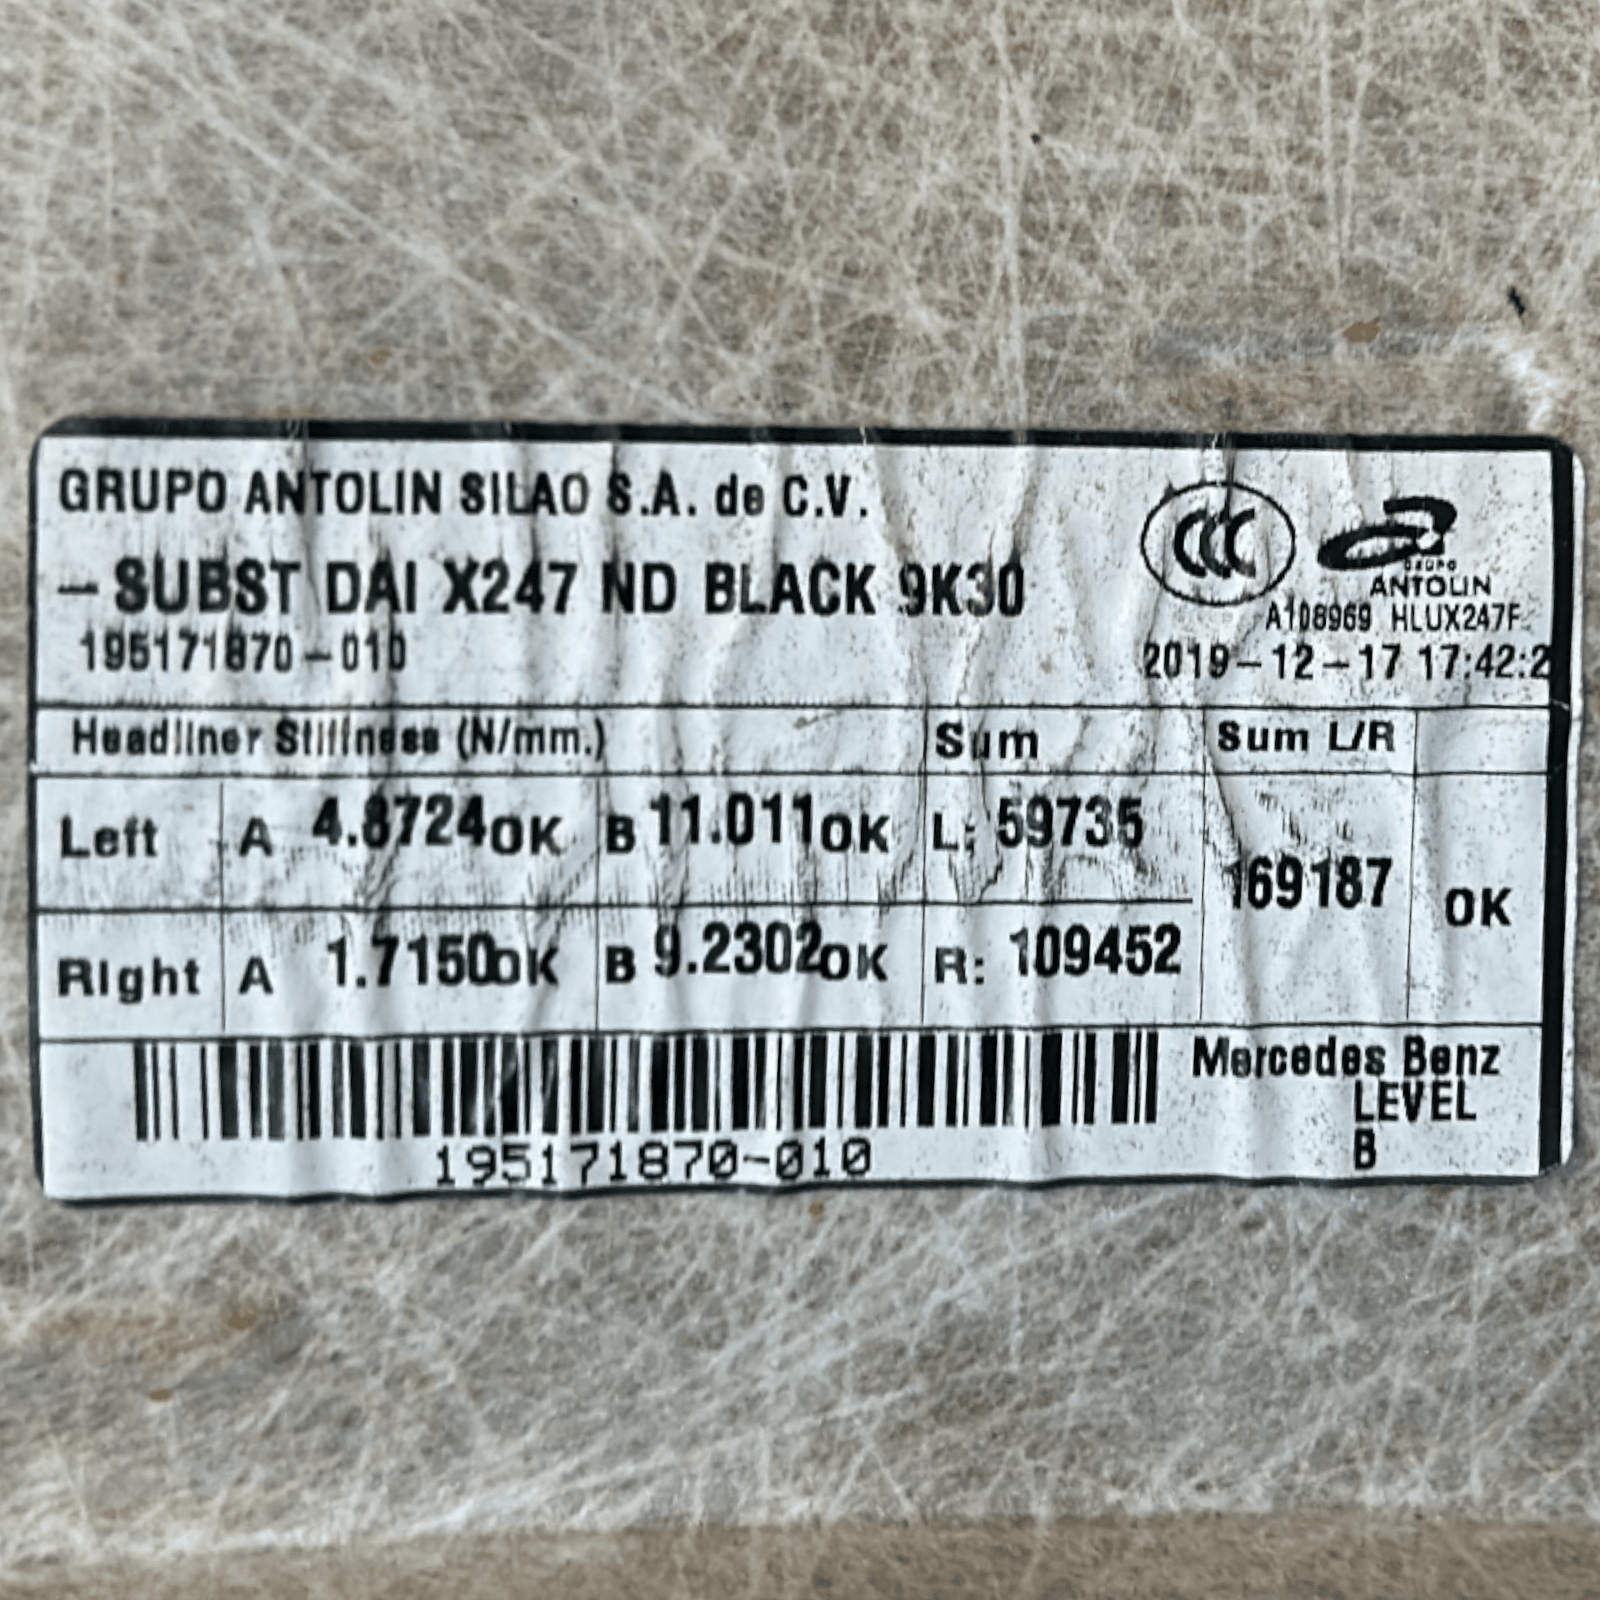 GRUPO ANTOLIN SILAO S.A. de C.V.
CCC
GRUPO
ANTOLIN
- SUBST DAI X247 ND BLACK 9K30
A108969 HLUX247F
195171870-010
2019-12-17 17:42:2
Headliner Stiffness (N/mm.) Sum Sum L/R
Left A 4.8724 OK B 11.011 OK L: 59735
169187 OK
Right A 1.7150 OK B 9.2302 OK R: 109452
Mercedes Benz
LEVEL
B
195171870-010